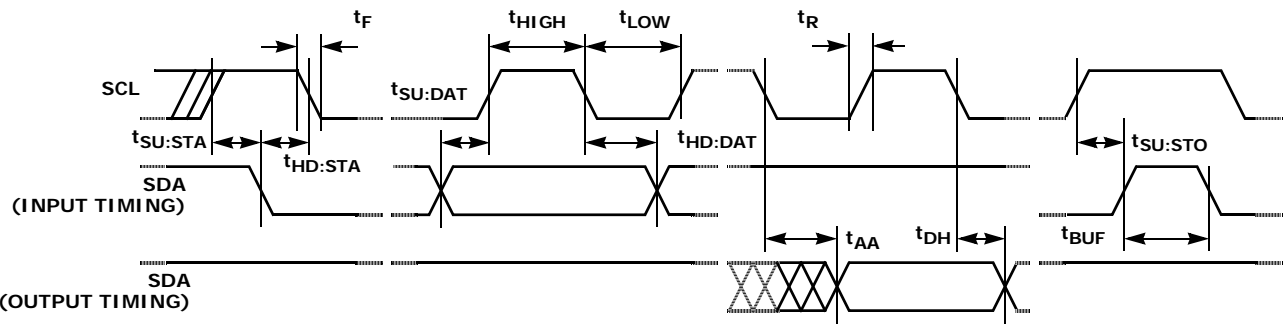 tF
tHIGH
tLOW
tR
SCL
tSU:DAT
tSU:STA
tHD:STA
tHD:DAT
tSU:STO
SDA
(INPUT TIMING)
tAA
tDH
tBUF
SDA
(OUTPUT TIMING)